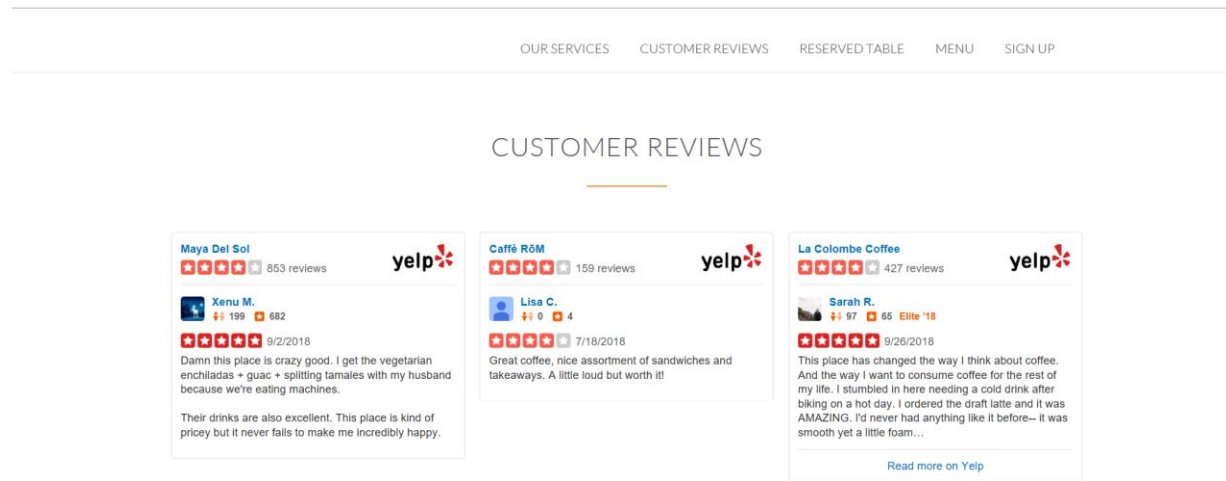 OUR SERVICES CUSTOMER REVIEWS RESERVED TABLE MENU SIGN UP
CUSTOMER REVIEWS
Maya Del Sol
853 reviews
yelp
Xenu M.
199 682
9/2/2018
Damn this place is crazy good. I get the vegetarian
enchiladas + guac + splitting tamales with my husband
because we're eating machines.
Their drinks are also excellent. This place is kind of
pricey but it never fails to make me incredibly happy.
Caffè RōM
159 reviews
yelp
Lisa C.
0 4
7/18/2018
Great coffee, nice assortment of sandwiches and
takeaways. A little loud but worth it!
La Colombe Coffee
427 reviews
yelp
Sarah R.
97 65 Elite '18
9/26/2018
This place has changed the way I think about coffee.
And the way I want to consume coffee for the rest of
my life. I stumbled in here needing a cold drink after
biking on a hot day. I ordered the draft latte and it was
AMAZING. I'd never had anything like it before-- it was
smooth yet a little foam…
Read more on Yelp